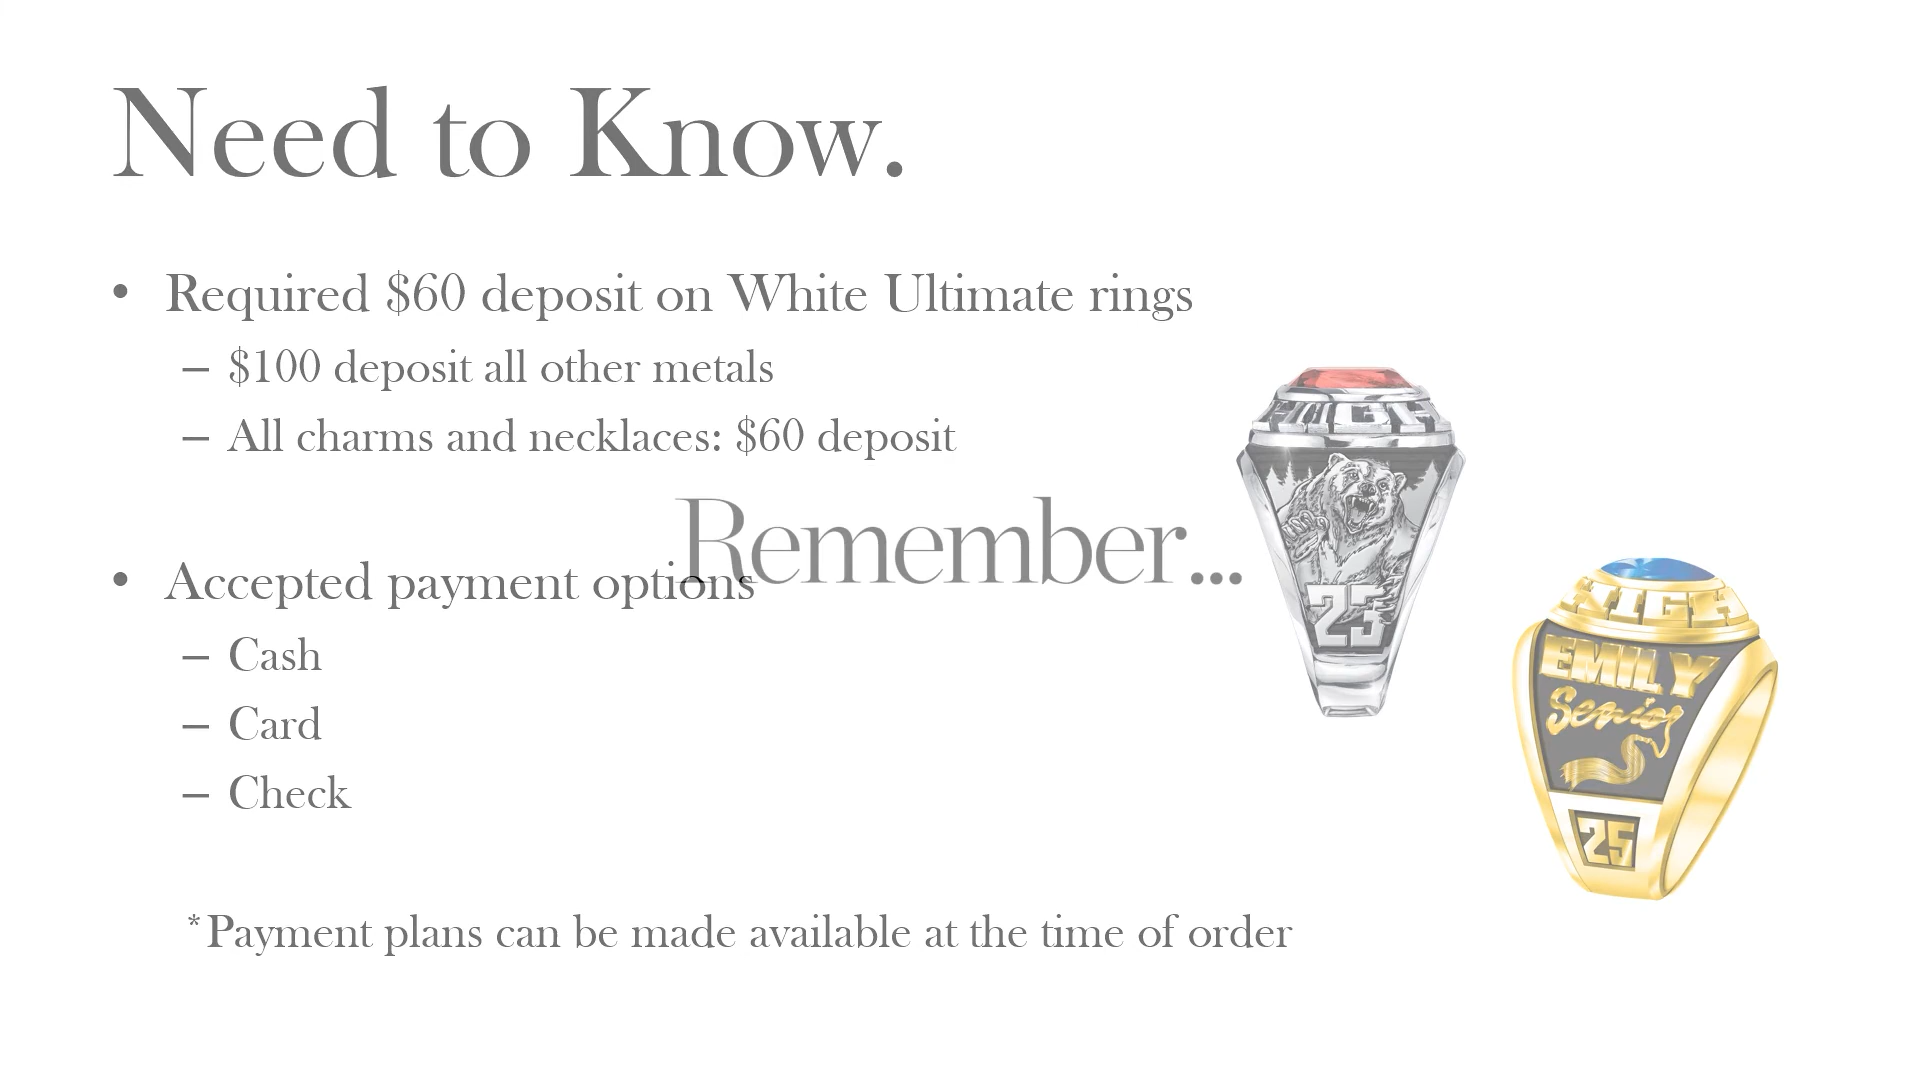 Need to Know.
• Required $60 deposit on White Ultimate rings
– $100 deposit all other metals
– All charms and necklaces: $60 deposit
Remember...
• Accepted payment options
– Cash
– Card
– Check
*Payment plans can be made available at the time of order
23
HIGH
EMILY
Senior
25